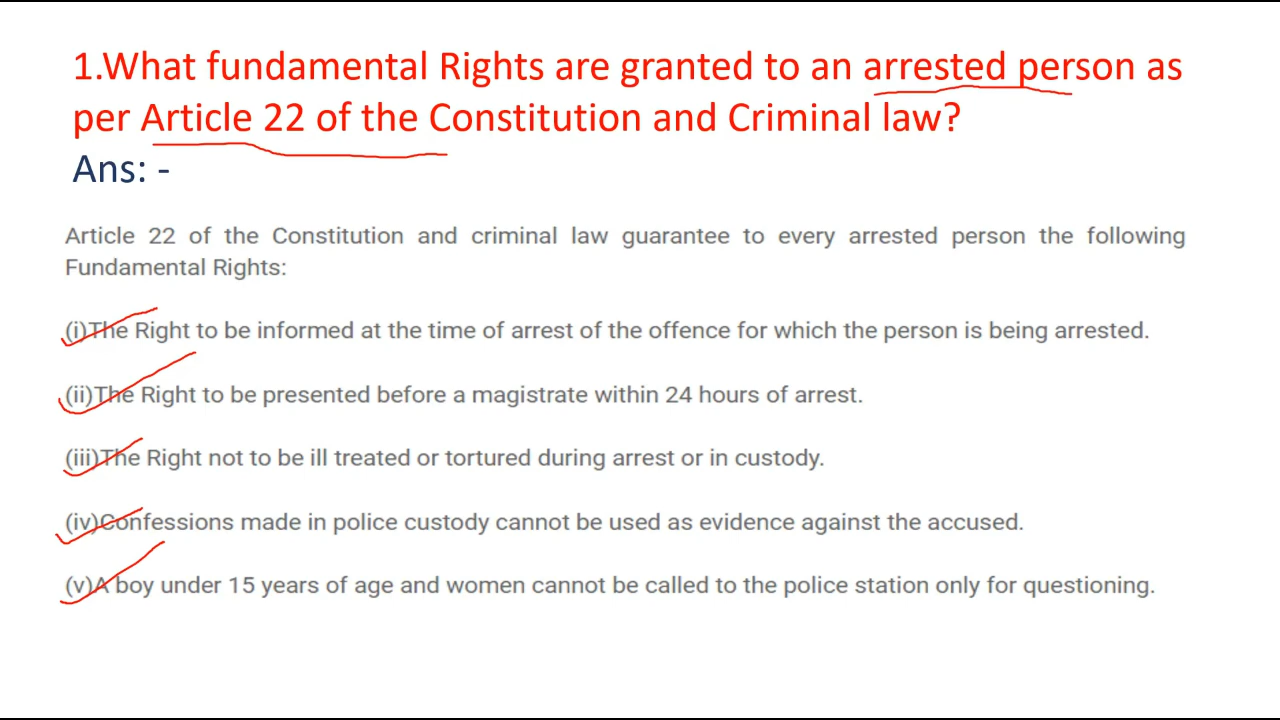 1.What fundamental Rights are granted to an arrested person as
per Article 22 of the Constitution and Criminal law?
Ans: -
Article 22 of the Constitution and criminal law guarantee to every arrested person the following
Fundamental Rights:
(i)The Right to be informed at the time of arrest of the offence for which the person is being arrested.
(ii)The Right to be presented before a magistrate within 24 hours of arrest.
(iii)The Right not to be ill treated or tortured during arrest or in custody.
(iv)Confessions made in police custody cannot be used as evidence against the accused.
(v)A boy under 15 years of age and women cannot be called to the police station only for questioning.